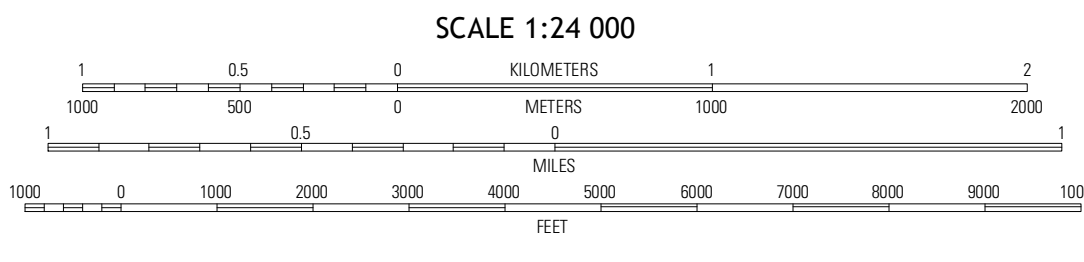 SCALE 1:24 000
1 0.5 0 KILOMETERS 1 2
1000 500 0 METERS 1000 2000
1 0.5 0 1
MILES
1000 0 1000 2000 3000 4000 5000 6000 7000 8000 9000 100
FEET